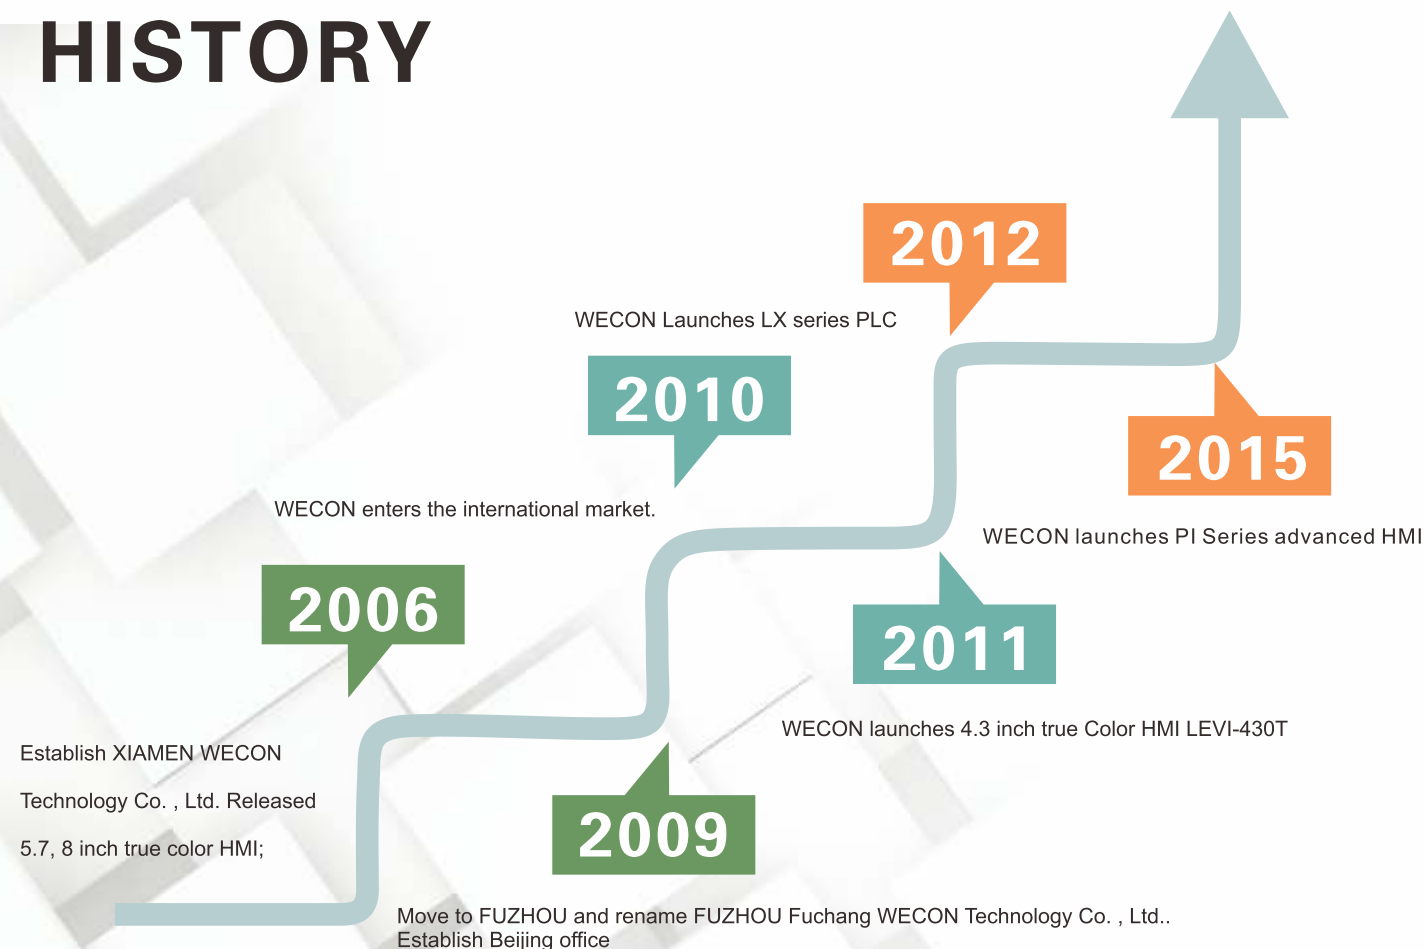 HISTORY
2012
WECON Launches LX series PLC
2010
2015
WECON enters the international market.
WECON launches PI Series advanced HMI
2006
2011
WECON launches 4.3 inch true Color HMI LEVI-430T
Establish XIAMEN WECON
Technology Co. , Ltd. Released
5.7, 8 inch true color HMI;
2009
Move to FUZHOU and rename FUZHOU Fuchang WECON Technology Co. , Ltd..
Establish Beijing office